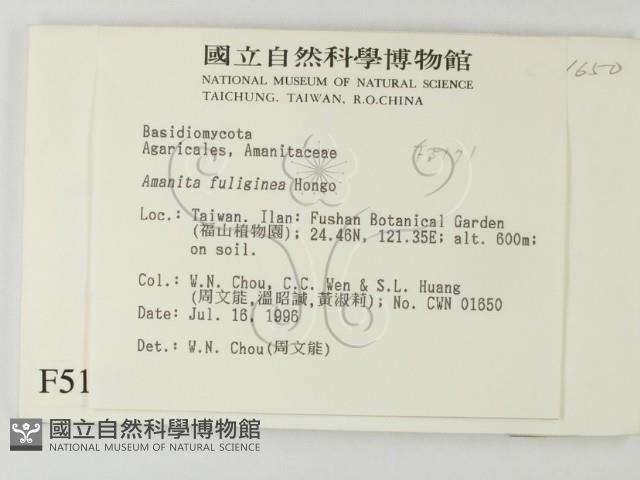 國立自然科學博物館
NATIONAL MUSEUM OF NATURAL SCIENCE
TAICHUNG, TAIWAN, R.O.CHINA
1650
Basidiomycota
Agaricales, Amanitaceae
Amanita fuliginea Hongo
Loc.: Taiwan. Ilan: Fushan Botanical Garden
(福山植物園); 24.46N, 121.35E; alt. 600m;
on soil.
Col.: W.N. Chou, C.C. Wen & S.L. Huang
(周文能,溫昭誠,黃淑莉); No. CWN 01650
Date: Jul. 16, 1996
Det.: W.N. Chou(周文能)
F51
國立自然科學博物館
NATIONAL MUSEUM OF NATURAL SCIENCE